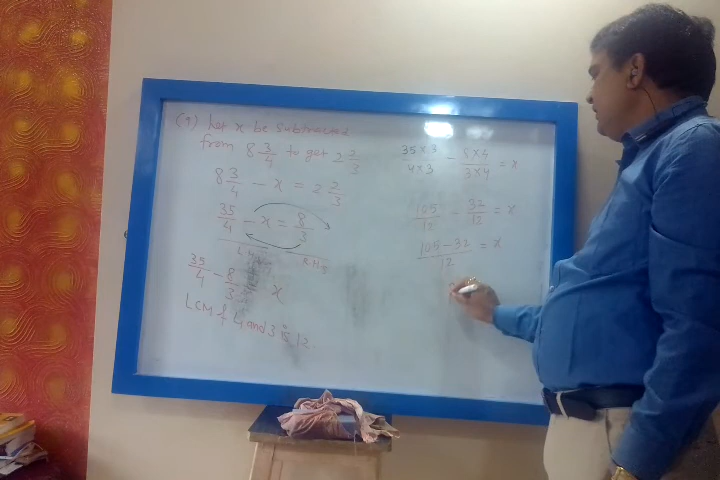 (9) Let x be subtracted
from 8 3/4 to get 2 2/3
8 3/4 - x = 2 2/3
35/4 - x = 8/3
LHS RHS
35/4 - 8/3 x
LCM of 4 and 3 is 12.
35×3/4×3 - 8×4/3×4 = x
105/12 - 32/12 = x
105-32/12 = x